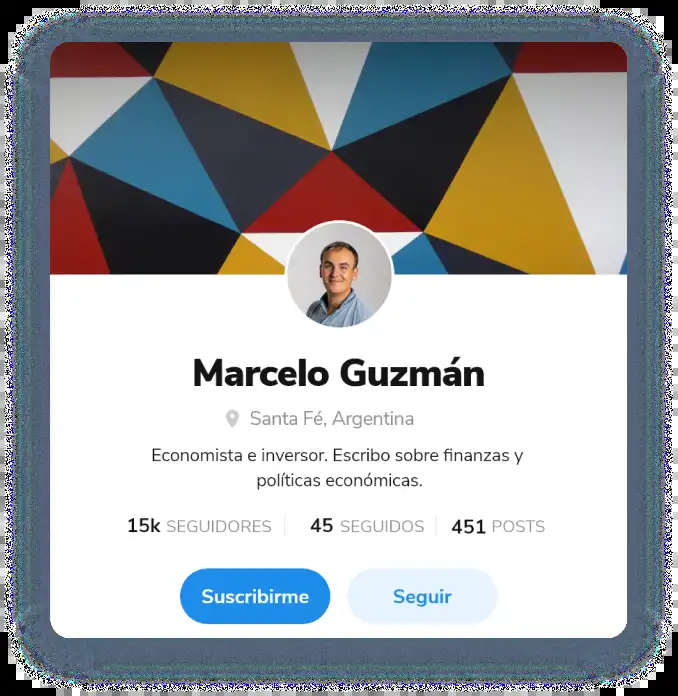 Marcelo Guzmán
Santa Fé, Argentina
Economista e inversor. Escribo sobre finanzas y
políticas económicas.
15k SEGUIDORES 45 SEGUIDOS 451 POSTS
Suscribirme Seguir